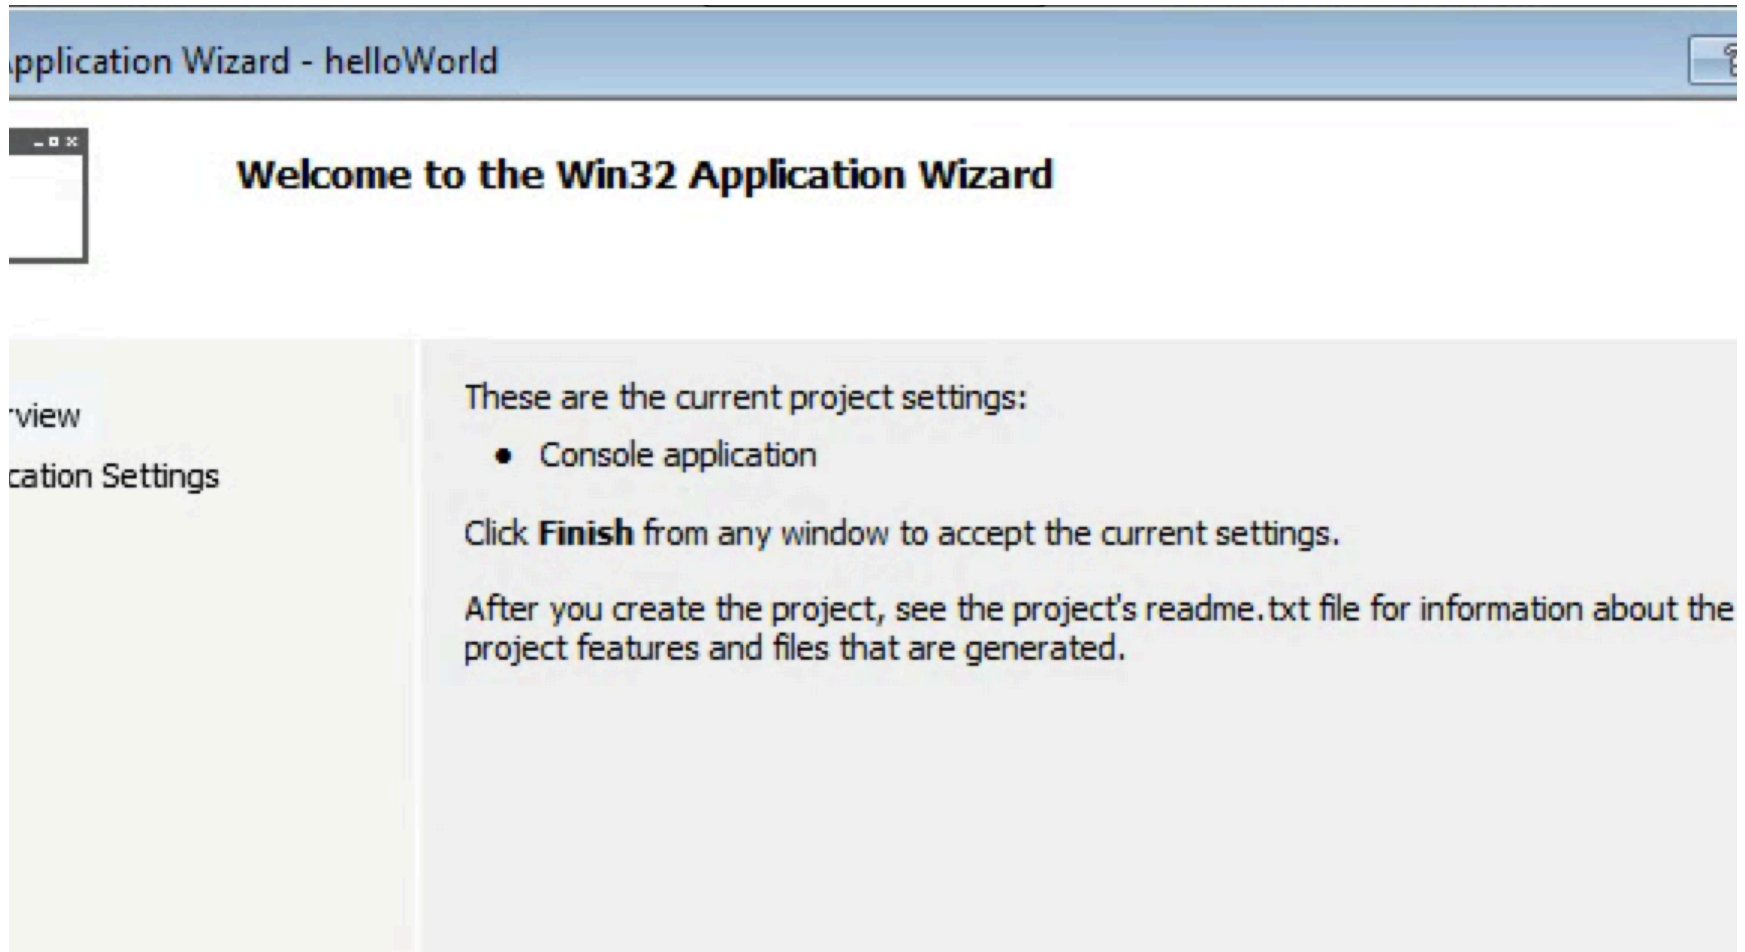 Application Wizard - helloWorld
Welcome to the Win32 Application Wizard
These are the current project settings:
• Console application
Click Finish from any window to accept the current settings.
After you create the project, see the project's readme.txt file for information about the
project features and files that are generated.
view
cation Settings